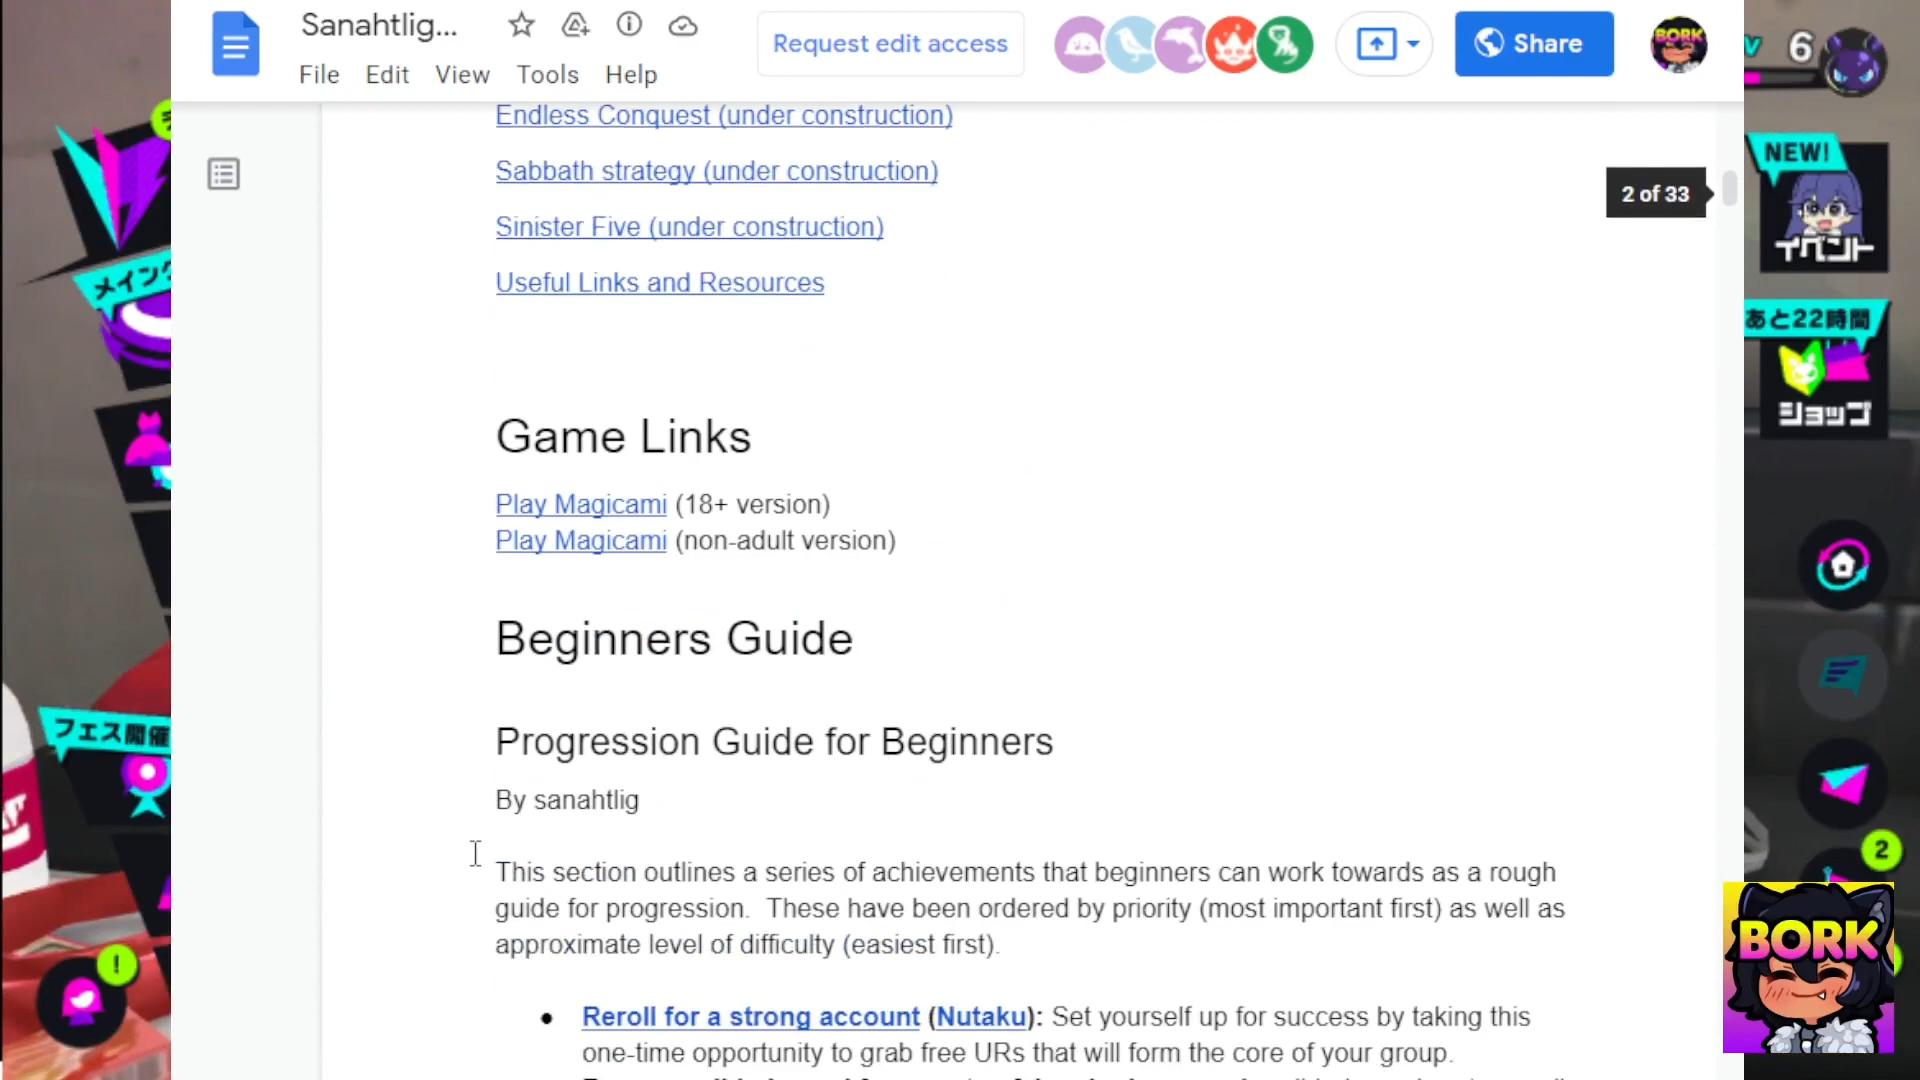 Sanahtlig...
Request edit access
Share
BORK
File Edit View Tools Help
Endless Conquest (under construction)
Sabbath strategy (under construction)
Sinister Five (under construction)
Useful Links and Resources
2 of 33
Game Links
Play Magicami (18+ version)
Play Magicami (non-adult version)
Beginners Guide
Progression Guide for Beginners
By sanahtlig
This section outlines a series of achievements that beginners can work towards as a rough
guide for progression. These have been ordered by priority (most important first) as well as
approximate level of difficulty (easiest first).
● Reroll for a strong account (Nutaku): Set yourself up for success by taking this
one-time opportunity to grab free URs that will form the core of your group.
メイン
フェス開催
!
6
NEW!
イベント
あと22時間
ショップ
2
BORK